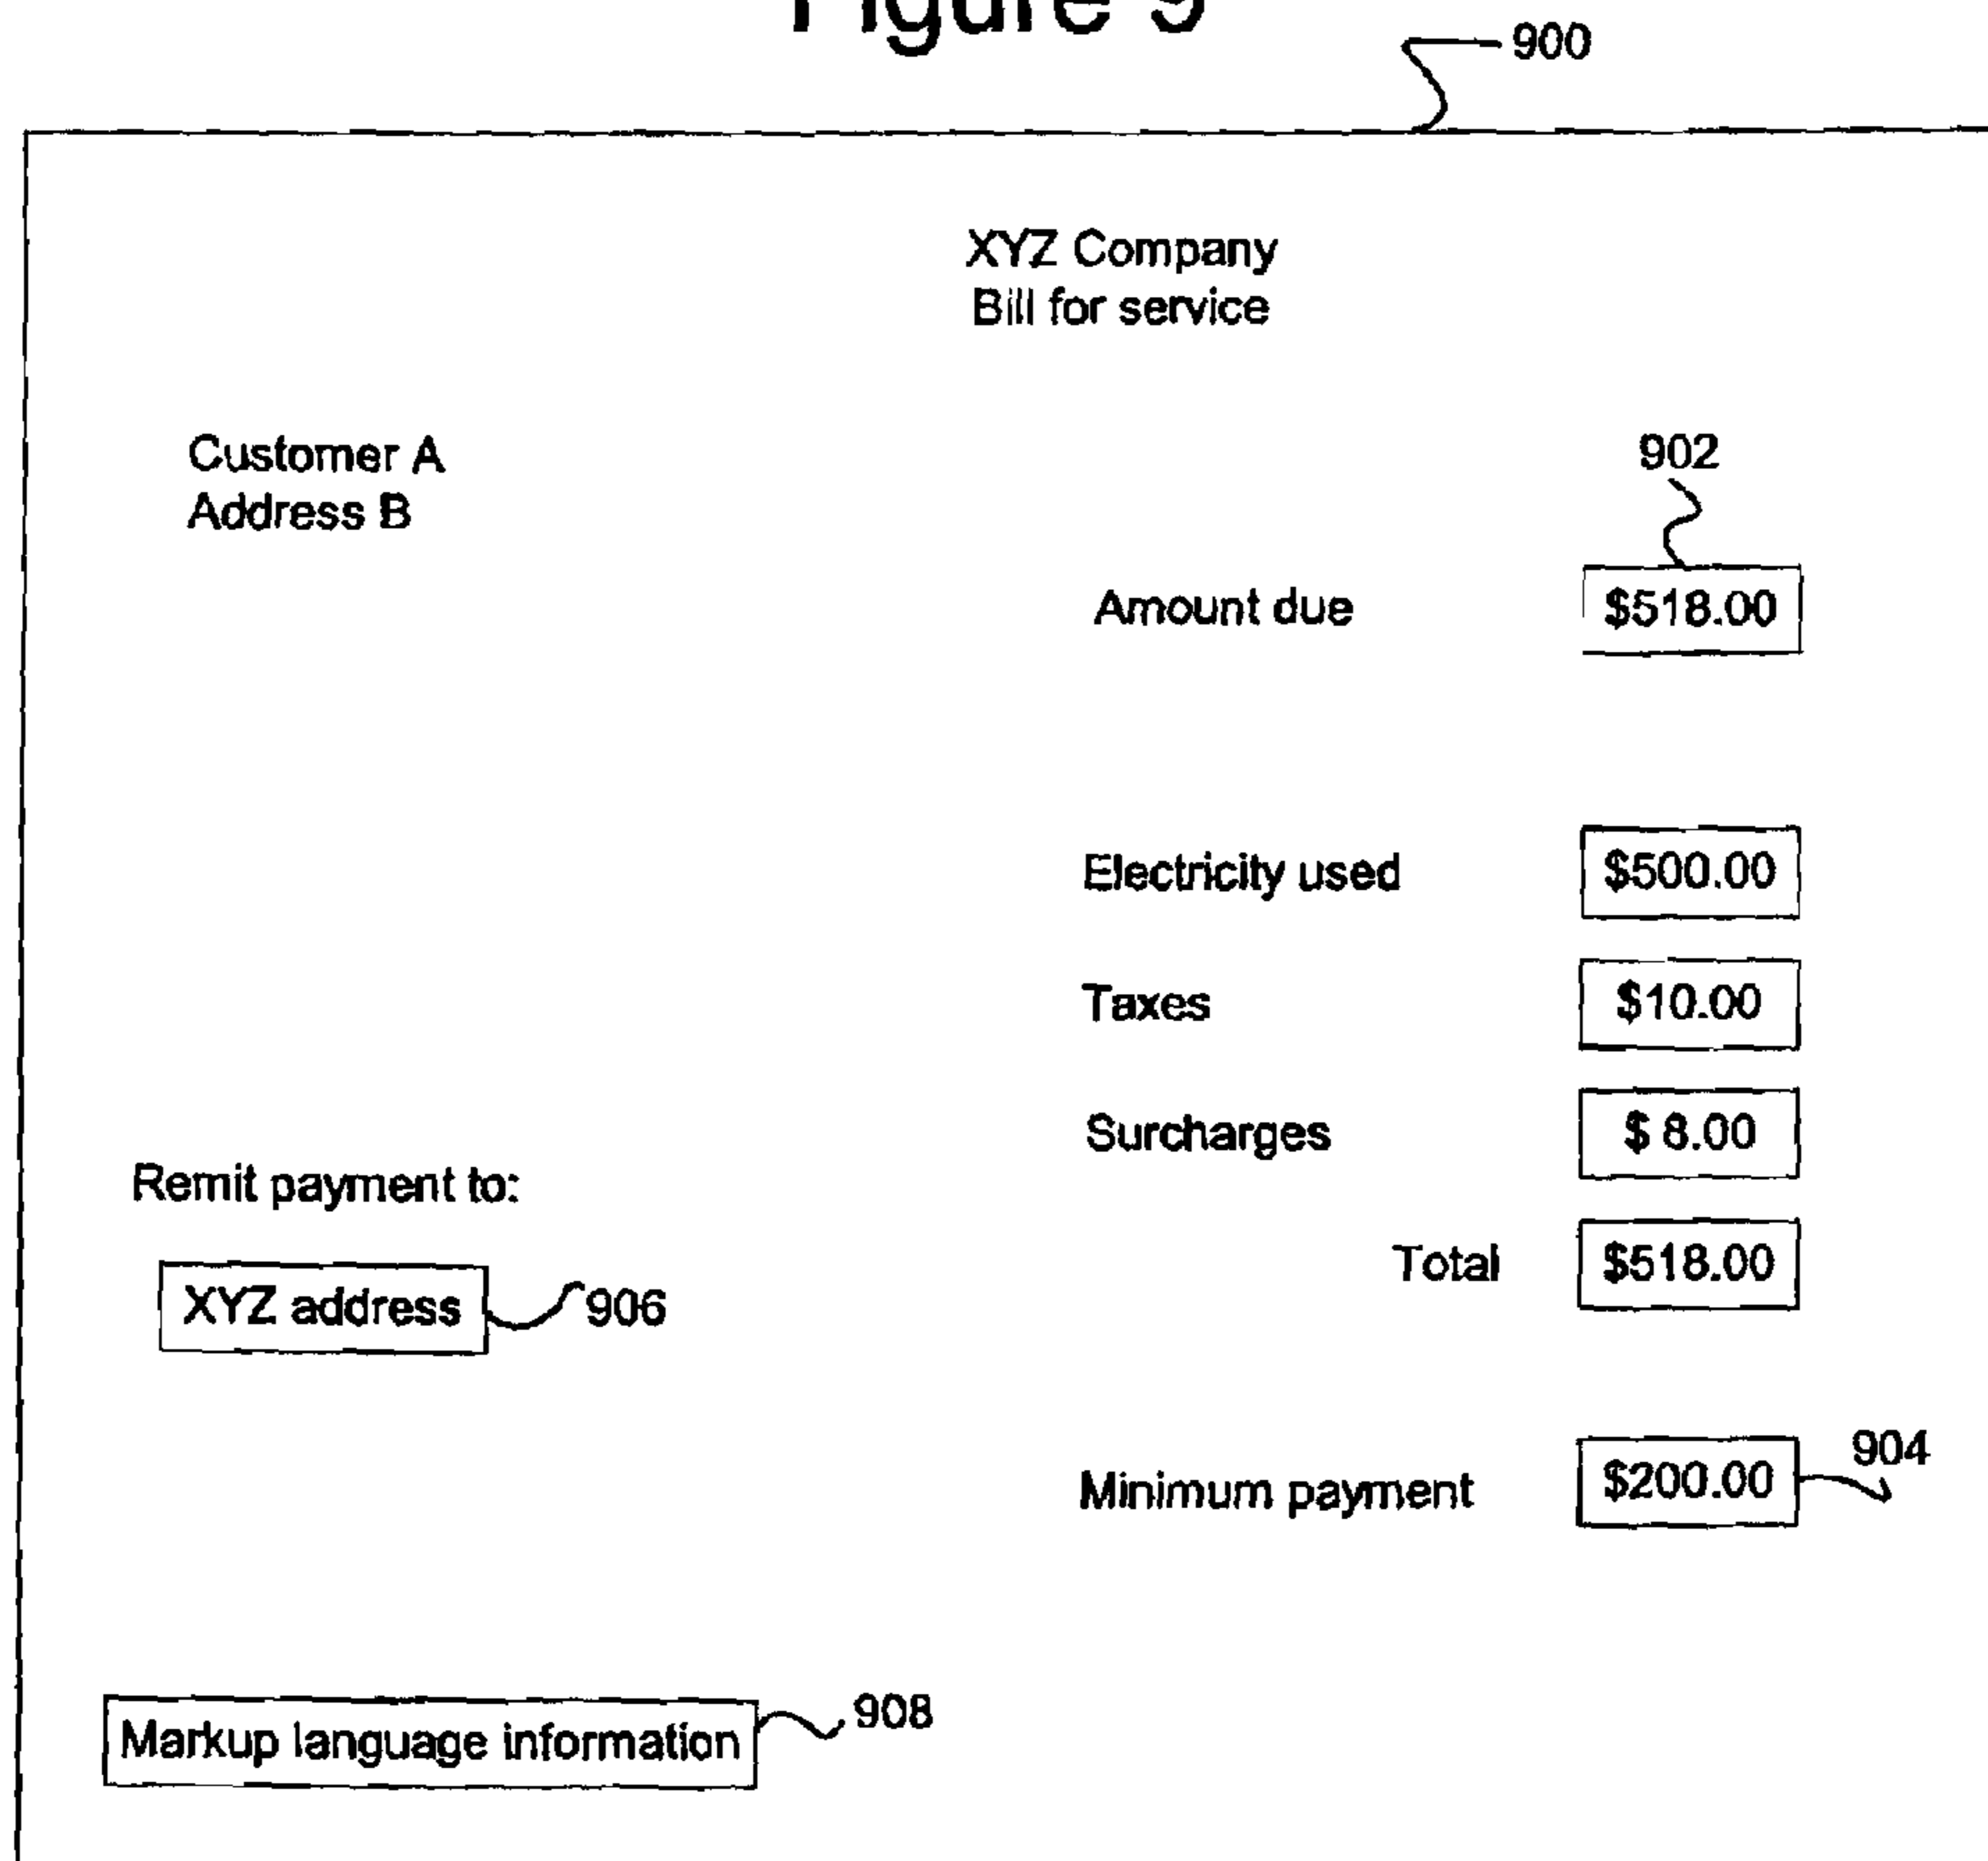 Figure 9
900
XYZ Company
Bill for service
Customer A
Address B
902
Amount due $518.00
Electricity used $500.00
Taxes $10.00
Surcharges $ 8.00
Remit payment to:
Total $518.00
XYZ address 906
Minimum payment $200.00 904
Markup language information 908